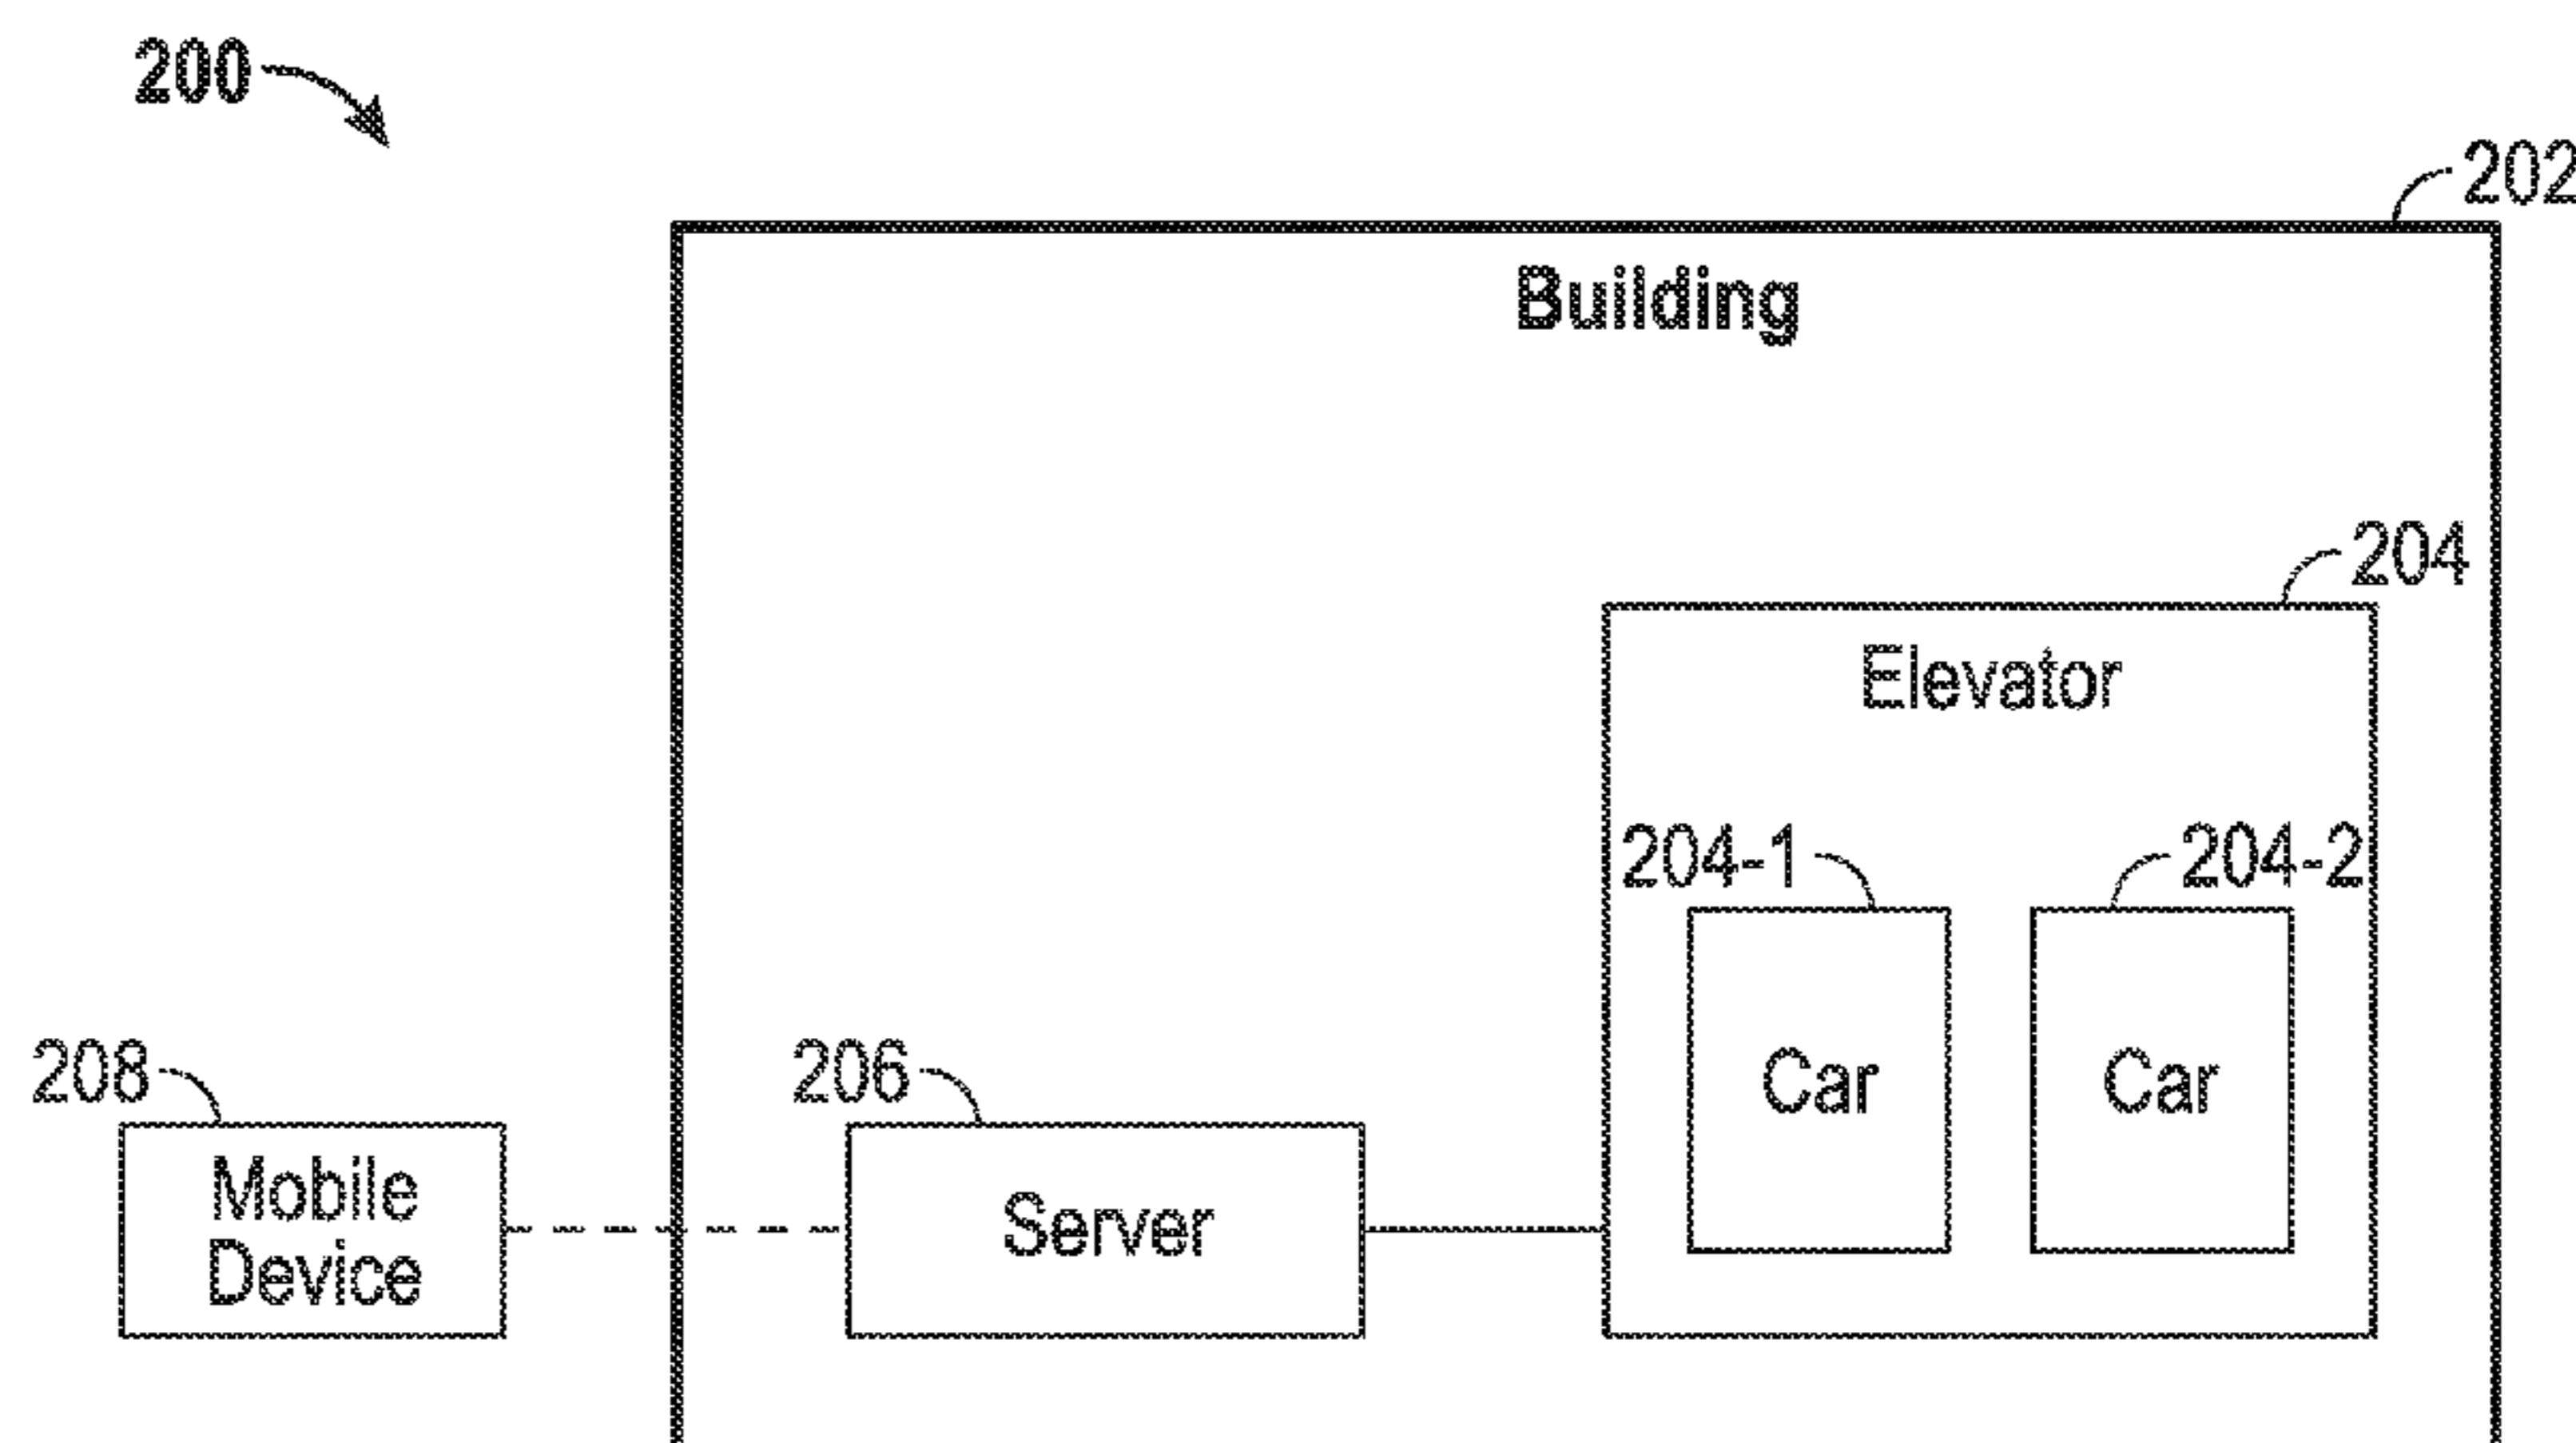 200
202
Building
204
Elevator
204-1
204-2
Car
Car
208
206
Mobile
Device
Server